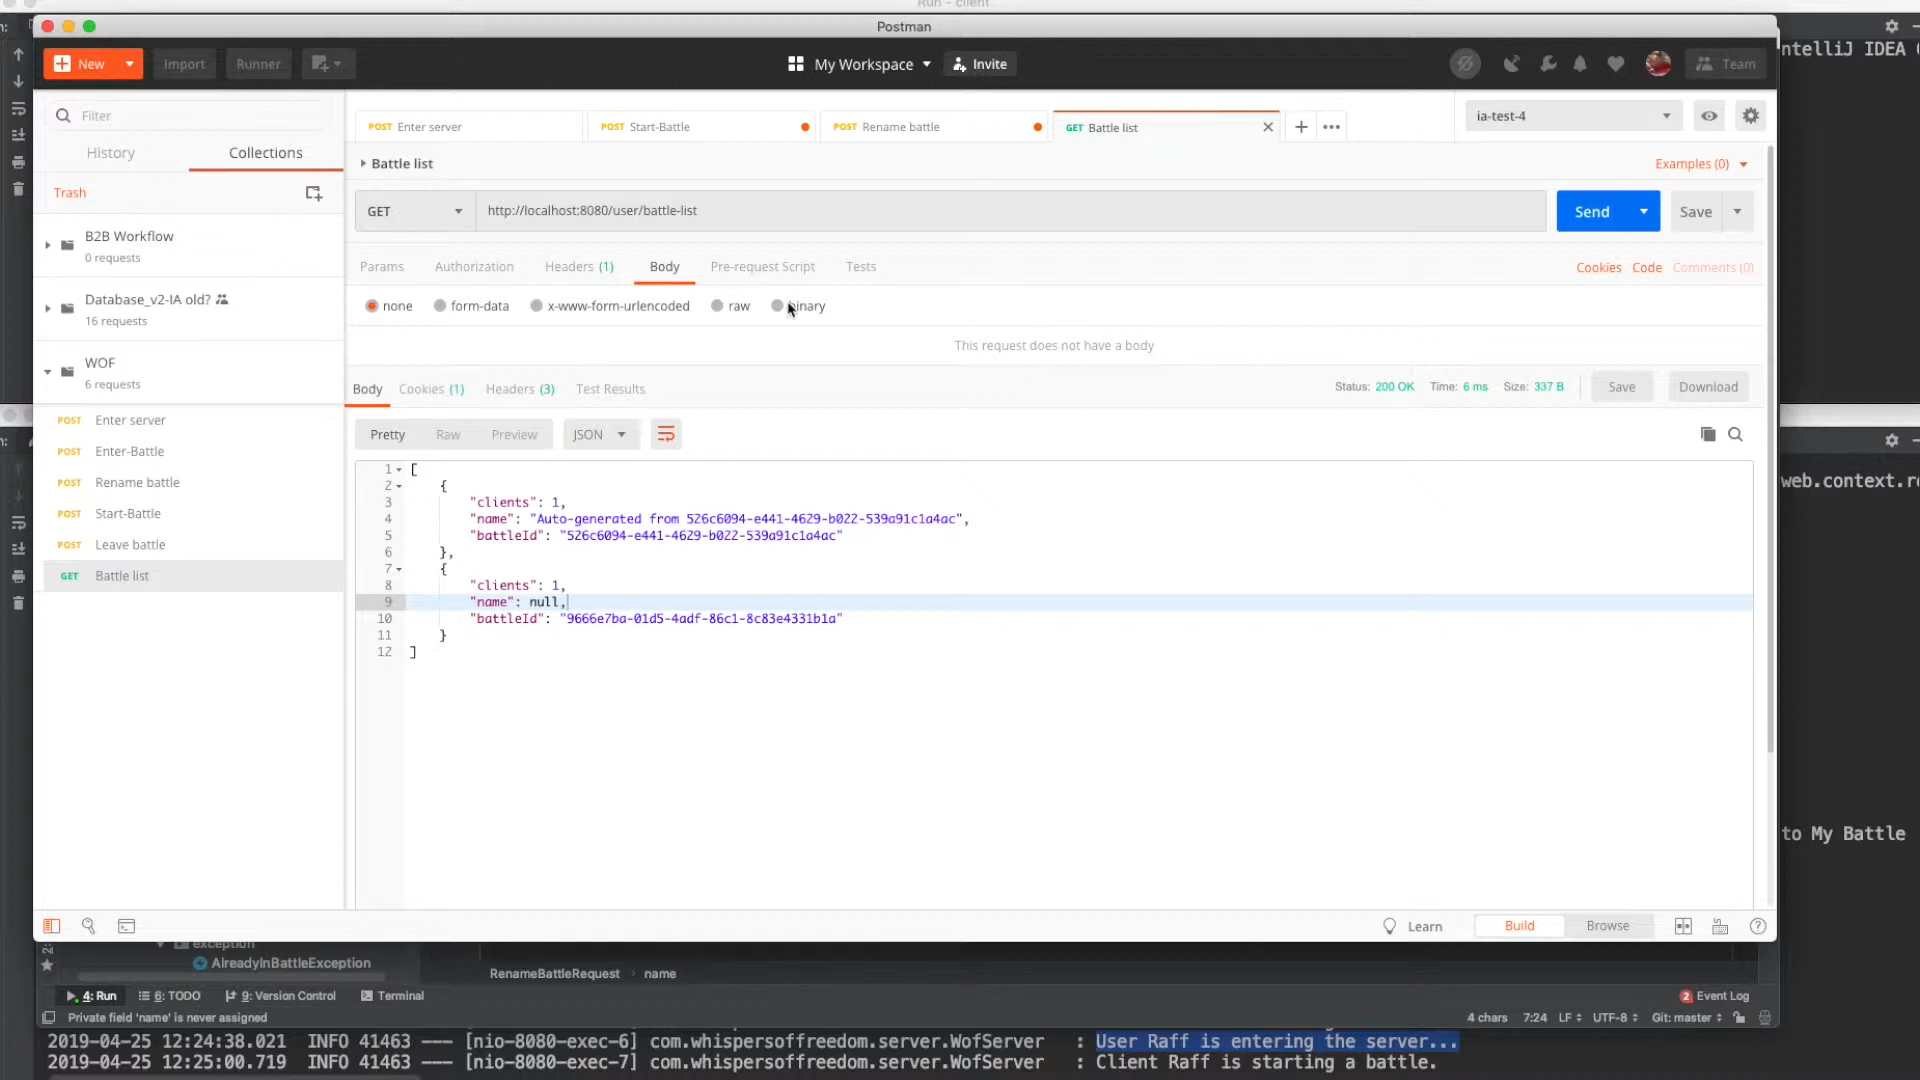 Run - client
Postman
ntelliJ IDEA
New
Import
Runner
My Workspace
Invite
Team
Filter
POST Enter server
POST Start-Battle
POST Rename battle
GET Battle list
ia-test-4
History
Collections
Battle list
Examples (0)
Trash
GET
http://localhost:8080/user/battle-list
Send
Save
B2B Workflow
0 requests
Params
Authorization
Headers (1)
Body
Pre-request Script
Tests
Cookies
Code
Comments (0)
Database_v2-IA old?
16 requests
none
form-data
x-www-form-urlencoded
raw
binary
This request does not have a body
WOF
6 requests
Body
Cookies (1)
Headers (3)
Test Results
Status: 200 OK
Time: 6 ms
Size: 337 B
Save
Download
POST Enter server
POST Enter-Battle
POST Rename battle
POST Start-Battle
POST Leave battle
GET Battle list
Pretty
Raw
Preview
JSON
1 [
2 {
3 "clients": 1,
4 "name": "Auto-generated from 526c6094-e441-4629-b022-539a91c1a4ac",
5 "battleId": "526c6094-e441-4629-b022-539a91c1a4ac"
6 },
7 {
8 "clients": 1,
9 "name": null,
10 "battleId": "9666e7ba-01d5-4adf-86c1-8c83e4331b1a"
11 }
12 ]
web.context.re
to My Battle
Learn
Build
Browse
exception
AlreadyInBattleException
RenameBattleRequest › name
4: Run
6: TODO
9: Version Control
Terminal
2 Event Log
Private field 'name' is never assigned
4 chars
7:24
LF
UTF-8
Git: master
2019-04-25 12:24:38.021 INFO 41463 --- [nio-8080-exec-6] com.whispersoffreedom.server.WofServer : User Raff is entering the server...
2019-04-25 12:25:00.719 INFO 41463 --- [nio-8080-exec-7] com.whispersoffreedom.server.WofServer : Client Raff is starting a battle.